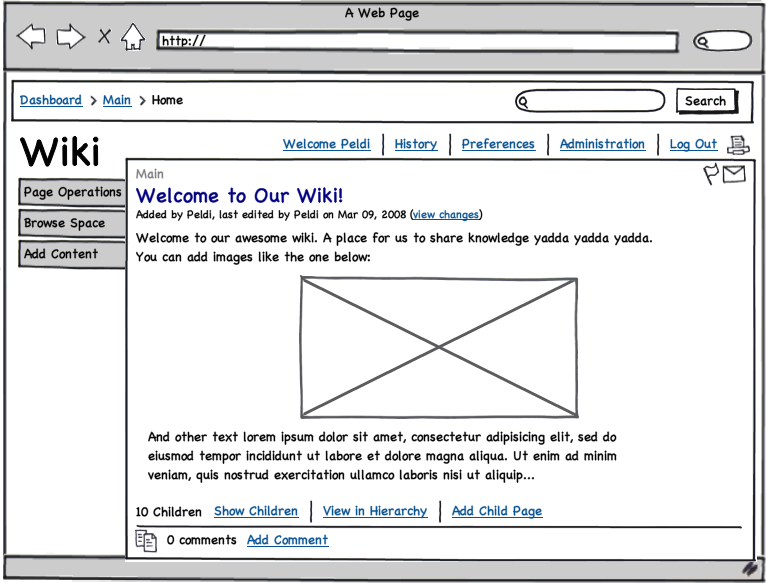 A Web Page
http://
Dashboard > Main > Home
Search
Wiki
Welcome Peldi | History | Preferences | Administration | Log Out
Page Operations
Browse Space
Add Content
Main
Welcome to Our Wiki!
Added by Peldi, last edited by Peldi on Mar 09, 2008 (view changes)
Welcome to our awesome wiki. A place for us to share knowledge yadda yadda yadda.
You can add images like the one below:
And other text lorem ipsum dolor sit amet, consectetur adipisicing elit, sed do
eiusmod tempor incididunt ut labore et dolore magna aliqua. Ut enim ad minim
veniam, quis nostrud exercitation ullamco laboris nisi ut aliquip...
10 Children Show Children | View in Hierarchy | Add Child Page
0 comments Add Comment